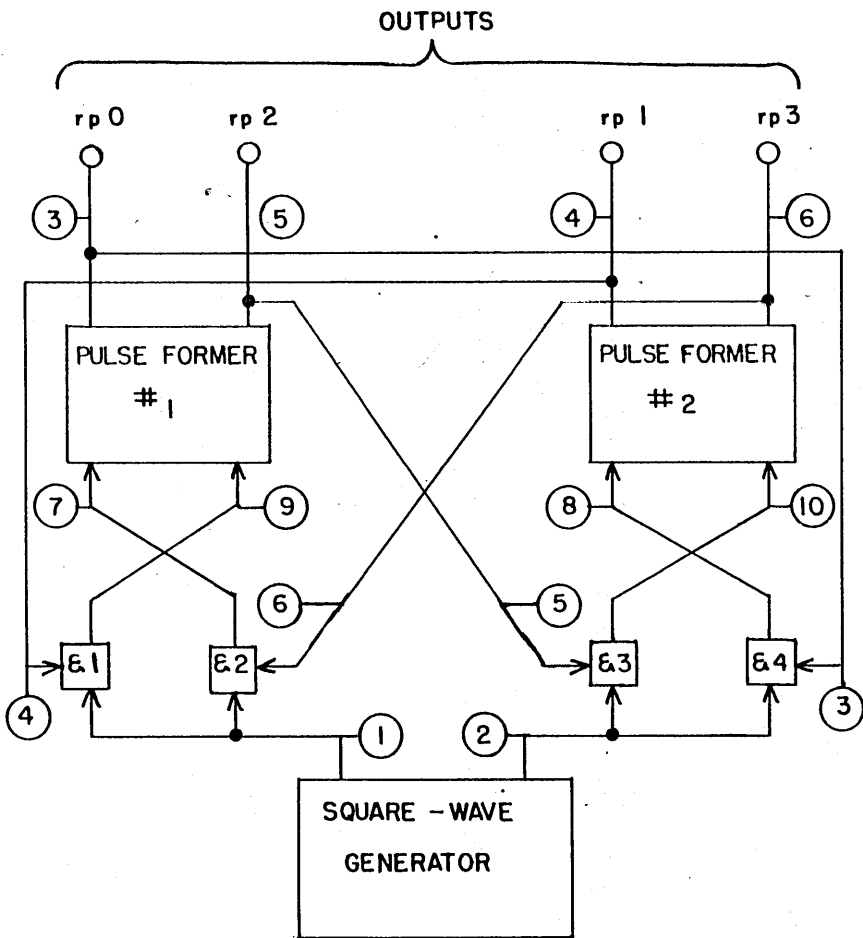 OUTPUTS
rp 0 rp 2 rp 1 rp 3
3 5 4 6
PULSE FORMER PULSE FORMER
#1 #2
7 9 8 10
6 5
&1 &2 &3 &4
4 1 2 3
SQUARE - WAVE
GENERATOR